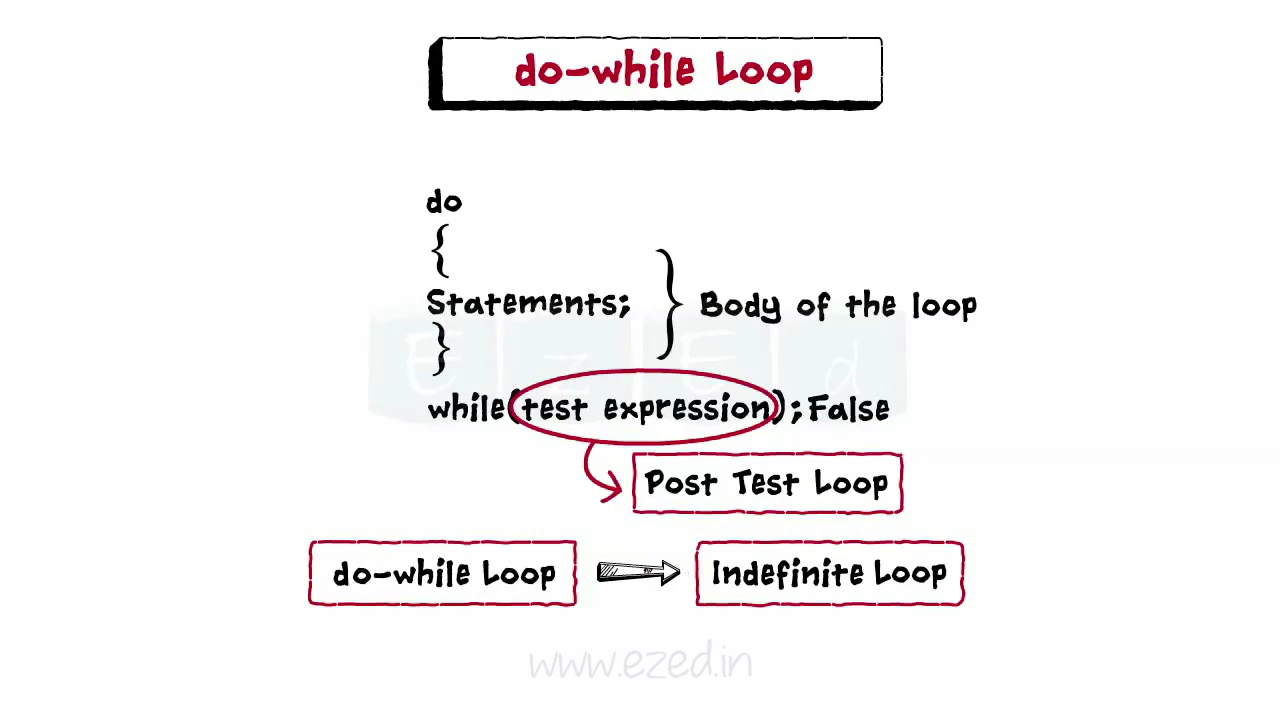 do-while Loop
do
{
Statements;
} Body of the loop
}
while(test expression);False
Post Test Loop
do-while Loop
Indefinite Loop
EzEd
www.ezed.in